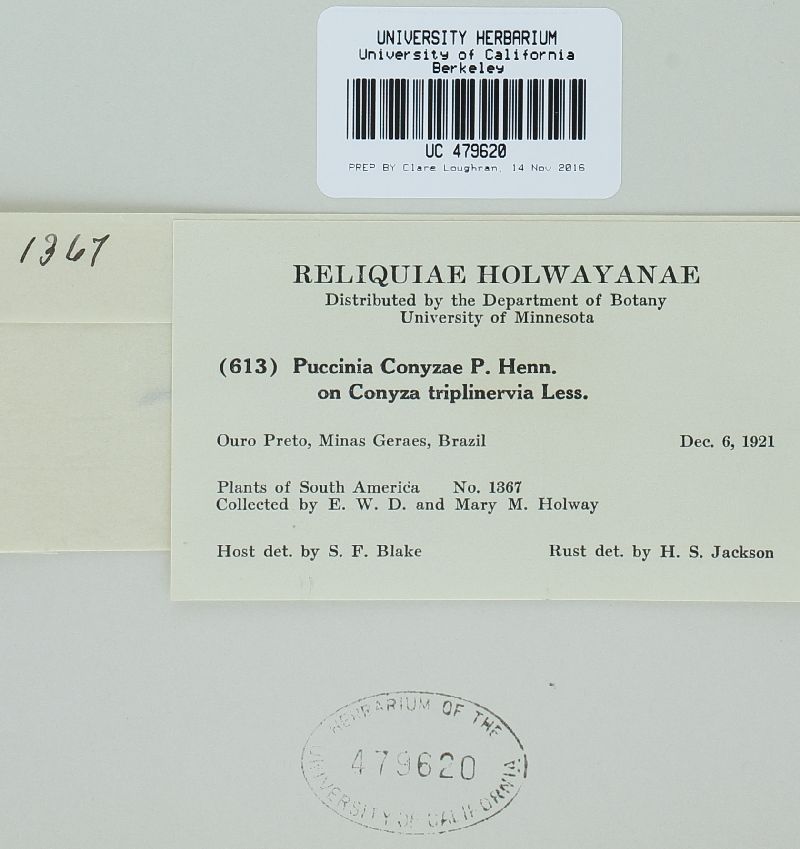 UNIVERSITY HERBARIUM
University of California
Berkeley
UC 479620
PREP BY Clare Loughran, 14 Nov 2016
1367
RELIQUIAE HOLWAYANAE
Distributed by the Department of Botany
University of Minnesota
(613) Puccinia Conyzae P. Henn.
on Conyza triplinervia Less.
Ouro Preto, Minas Geraes, Brazil Dec. 6, 1921
Plants of South America No. 1367
Collected by E. W. D. and Mary M. Holway
Host det. by S. F. Blake Rust det. by H. S. Jackson
HERBARIUM OF THE
479620
UNIVERSITY OF CALIFORNIA